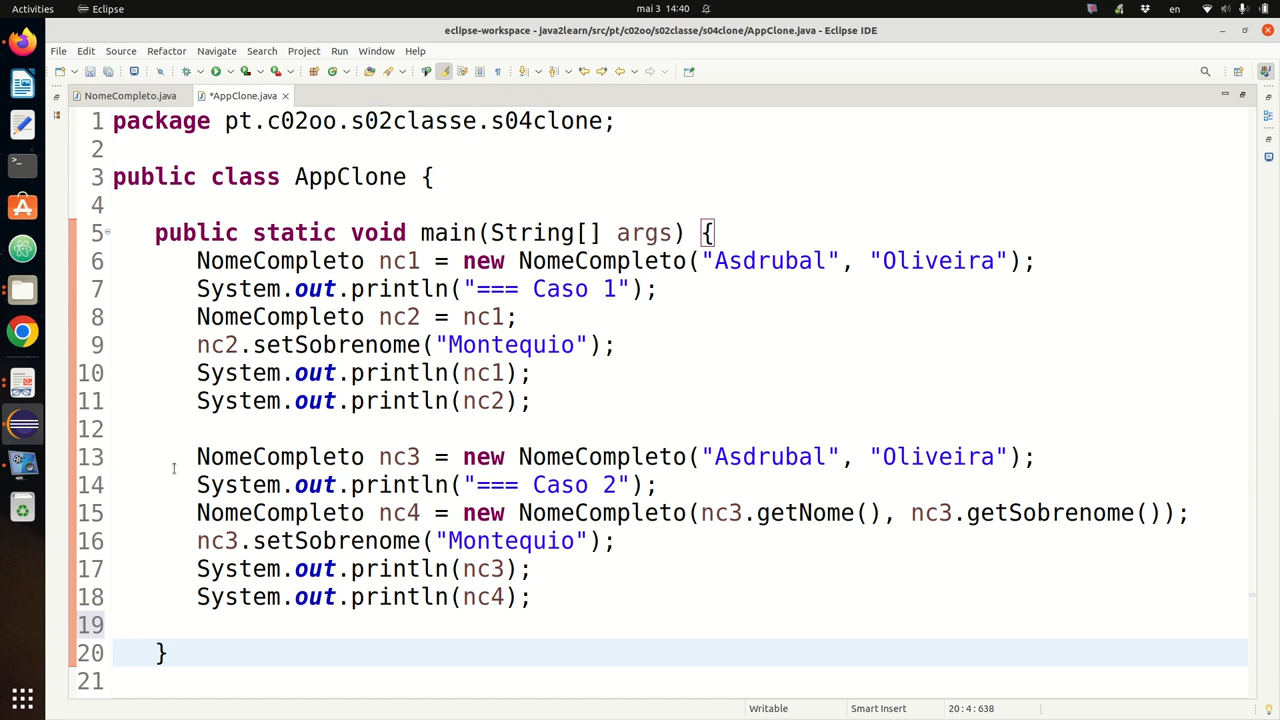 Activities Eclipse mai 3 14:40 en
eclipse-workspace - java2learn/src/pt/c02oo/s02classe/s04clone/AppClone.java - Eclipse IDE
File Edit Source Refactor Navigate Search Project Run Window Help
NomeCompleto.java *AppClone.java
1 package pt.c02oo.s02classe.s04clone;
2
3 public class AppClone {
4
5 public static void main(String[] args) {
6 NomeCompleto nc1 = new NomeCompleto("Asdrubal", "Oliveira");
7 System.out.println("=== Caso 1");
8 NomeCompleto nc2 = nc1;
9 nc2.setSobrenome("Montequio");
10 System.out.println(nc1);
11 System.out.println(nc2);
12
13 NomeCompleto nc3 = new NomeCompleto("Asdrubal", "Oliveira");
14 System.out.println("=== Caso 2");
15 NomeCompleto nc4 = new NomeCompleto(nc3.getNome(), nc3.getSobrenome());
16 nc3.setSobrenome("Montequio");
17 System.out.println(nc3);
18 System.out.println(nc4);
19
20 }
21
Writable Smart Insert 20:4:638